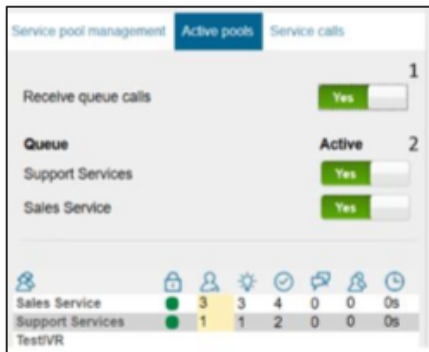 Service pool management Active pools Service calls
1
Receive queue calls Yes
Queue Active 2
Support Services Yes
Sales Service Yes
Sales Service 3 3 4 0 0 0s
Support Services 1 1 2 0 0 0s
TestIVR